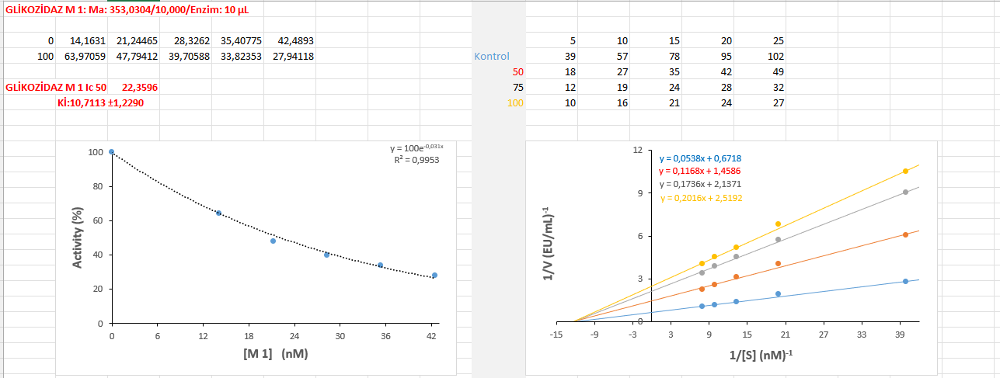 GLİKOZİDAZ M 1: Ma: 353,0304/10,000/Enzim: 10 µL
0 14,1631 21,24465 28,3262 35,40775 42,4893
100 63,97059 47,79412 39,70588 33,82353 27,94118
GLİKOZİDAZ M 1 Ic 50 22,3596
Kİ:10,7113 ±1,2290
5 10 15 20 25
Kontrol 39 57 78 95 102
50 18 27 35 42 49
75 12 19 24 28 32
100 10 16 21 24 27
y = 100e^-0,031x
R² = 0,9953
100
80
60
40
20
0
Activity (%)
0 6 12 18 24 30 36 42
[M 1] (nM)
y = 0,0538x + 0,6718
y = 0,1168x + 1,4586
y = 0,1736x + 2,1371
y = 0,2016x + 2,5192
12
9
6
3
0
1/V (EU/mL)⁻¹
-15 -9 -3 3 9 15 21 27 33 39
1/[S] (nM)⁻¹